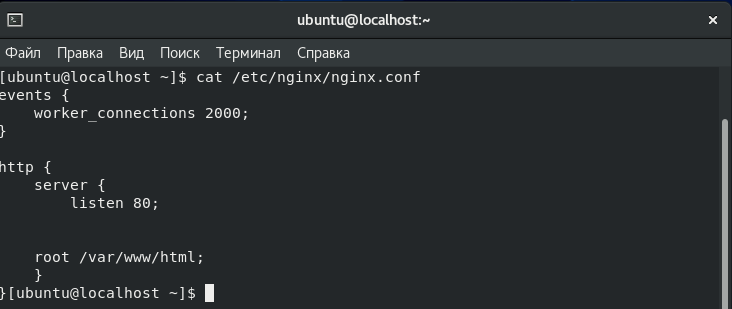 ubuntu@localhost:~
Файл Правка Вид Поиск Терминал Справка
[ubuntu@localhost ~]$ cat /etc/nginx/nginx.conf
events {
    worker_connections 2000;
}

http {
    server {
        listen 80;


    root /var/www/html;
    }
}[ubuntu@localhost ~]$